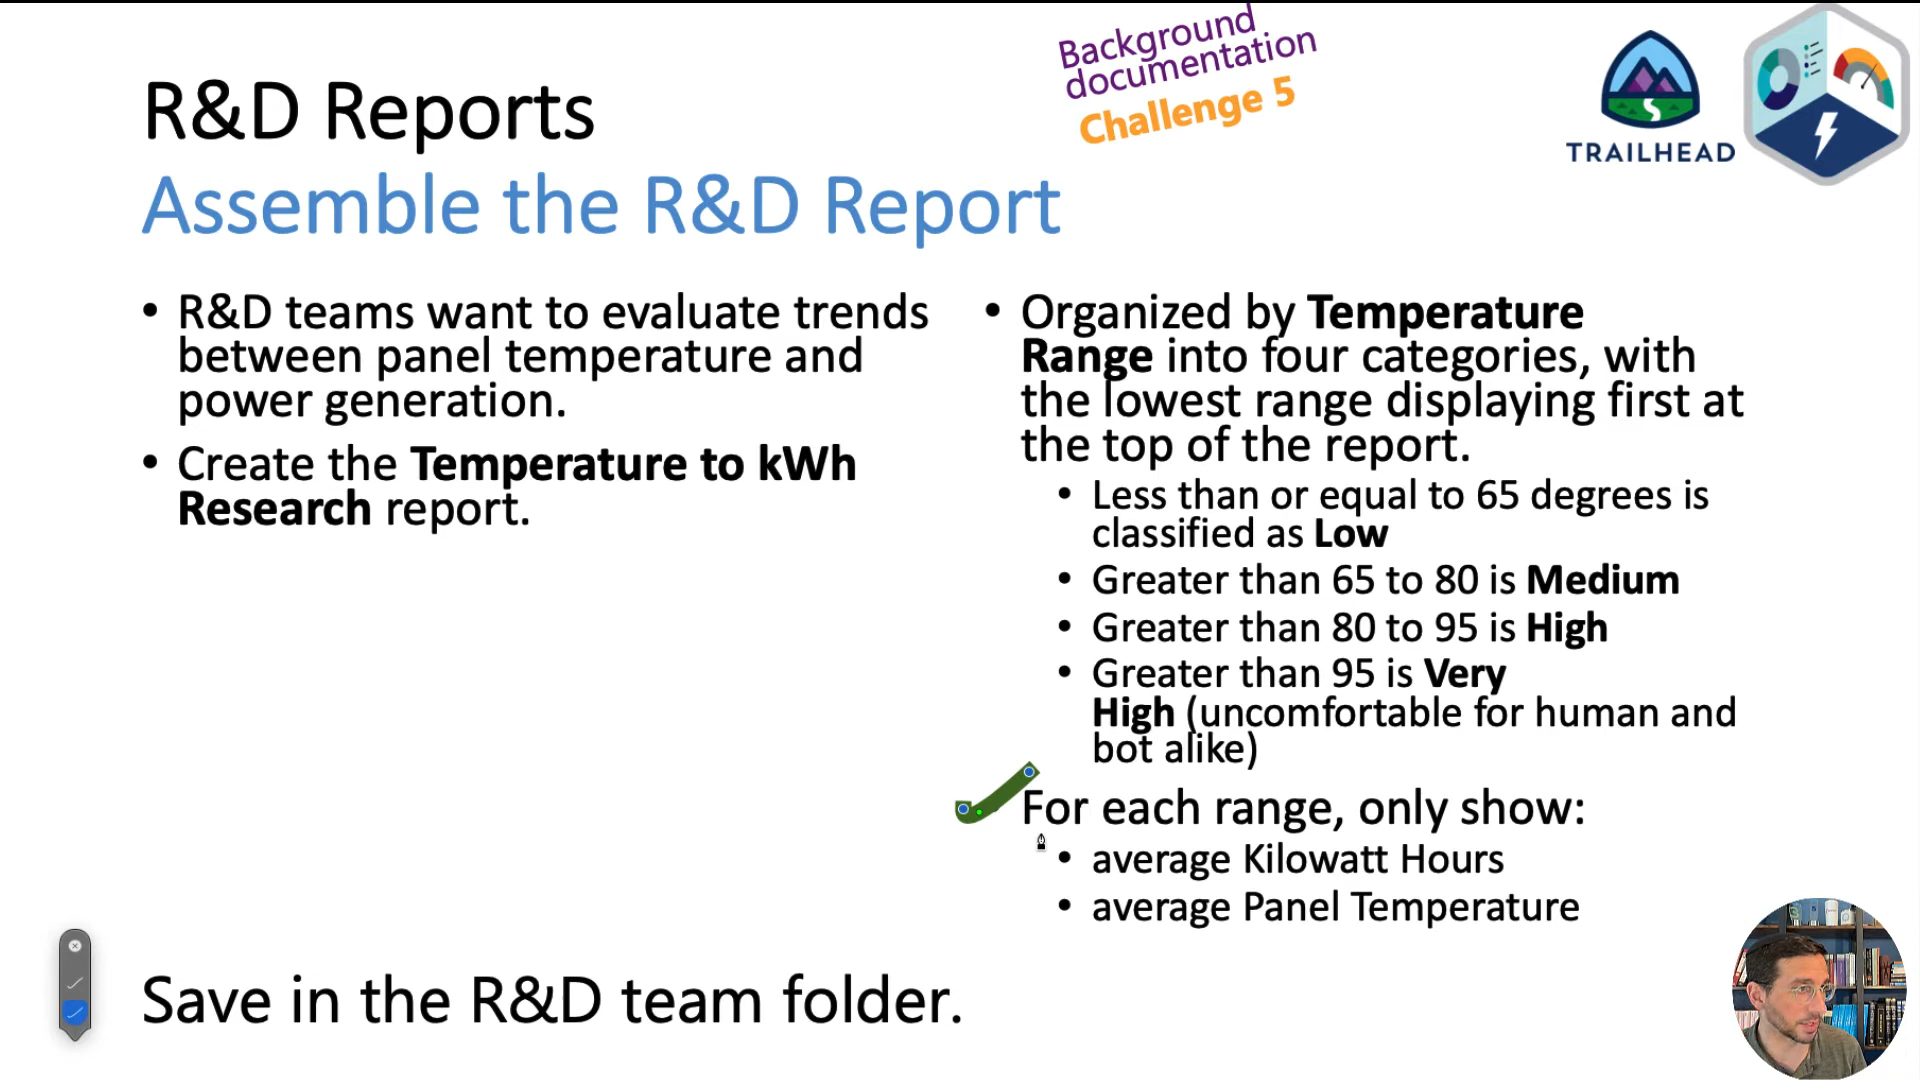 Background
documentation
Challenge 5
TRAILHEAD
R&D Reports
Assemble the R&D Report
• R&D teams want to evaluate trends
between panel temperature and
power generation.
• Create the Temperature to kWh
Research report.
• Organized by Temperature
Range into four categories, with
the lowest range displaying first at
the top of the report.
• Less than or equal to 65 degrees is
classified as Low
• Greater than 65 to 80 is Medium
• Greater than 80 to 95 is High
• Greater than 95 is Very
High (uncomfortable for human and
bot alike)
For each range, only show:
• average Kilowatt Hours
• average Panel Temperature
Save in the R&D team folder.